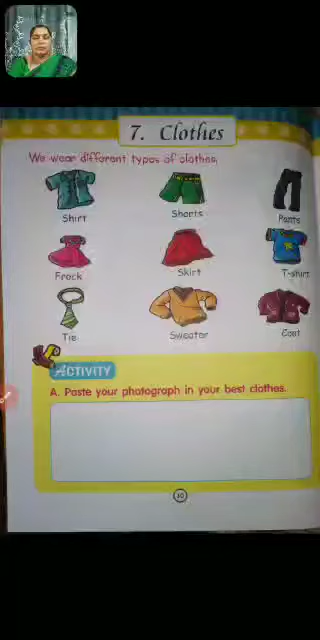 7. Clothes
We wear different types of clothes.
Shirt Shorts Pants
Frock Skirt T-shirt
Tie Sweater Coat
ACTIVITY
A. Paste your photograph in your best clothes.
30